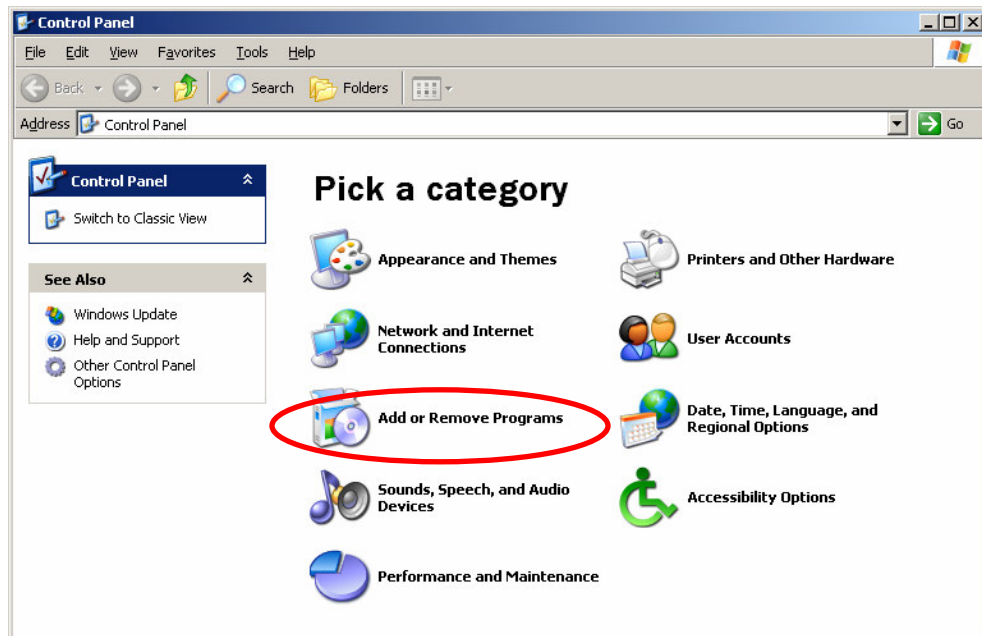 Control Panel
File Edit View Favorites Tools Help
Back Search Folders
Address Control Panel Go
Control Panel
Switch to Classic View
See Also
Windows Update
Help and Support
Other Control Panel
Options
Pick a category
Appearance and Themes
Printers and Other Hardware
Network and Internet
Connections
User Accounts
Add or Remove Programs
Date, Time, Language, and
Regional Options
Sounds, Speech, and Audio
Devices
Accessibility Options
Performance and Maintenance